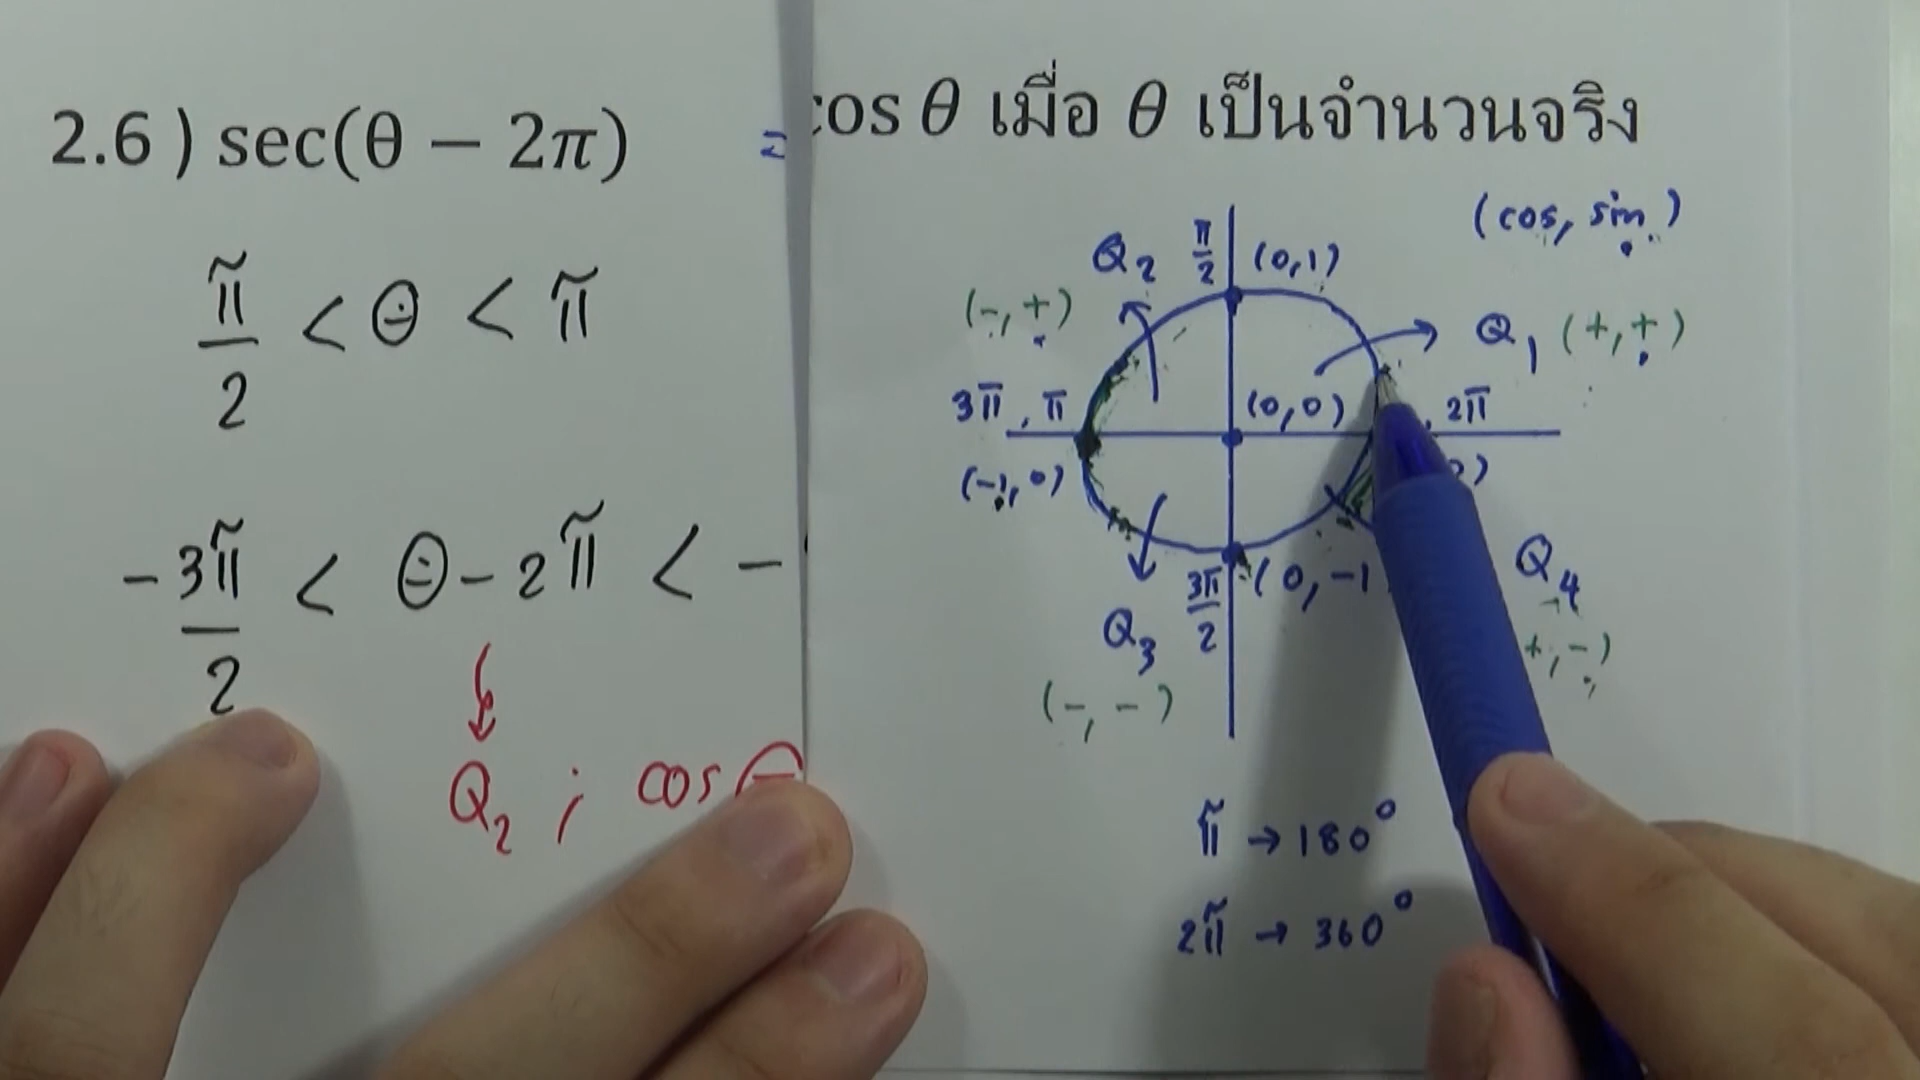 2.6 ) sec(θ − 2π) =
π/2 < θ < π
-3π/2 < θ - 2π < -
Q2 ; cos θ
cos θ เมื่อ θ เป็นจำนวนจริง
(cos, sin)
Q2 π/2 (0,1)
(-,+)
Q1 (+,+)
3π , π (0,0) , 2π
(-1,0) )
3π/2 (0,-1
Q3 Q4
(-,-) +,-)
π → 180°
2π → 360°